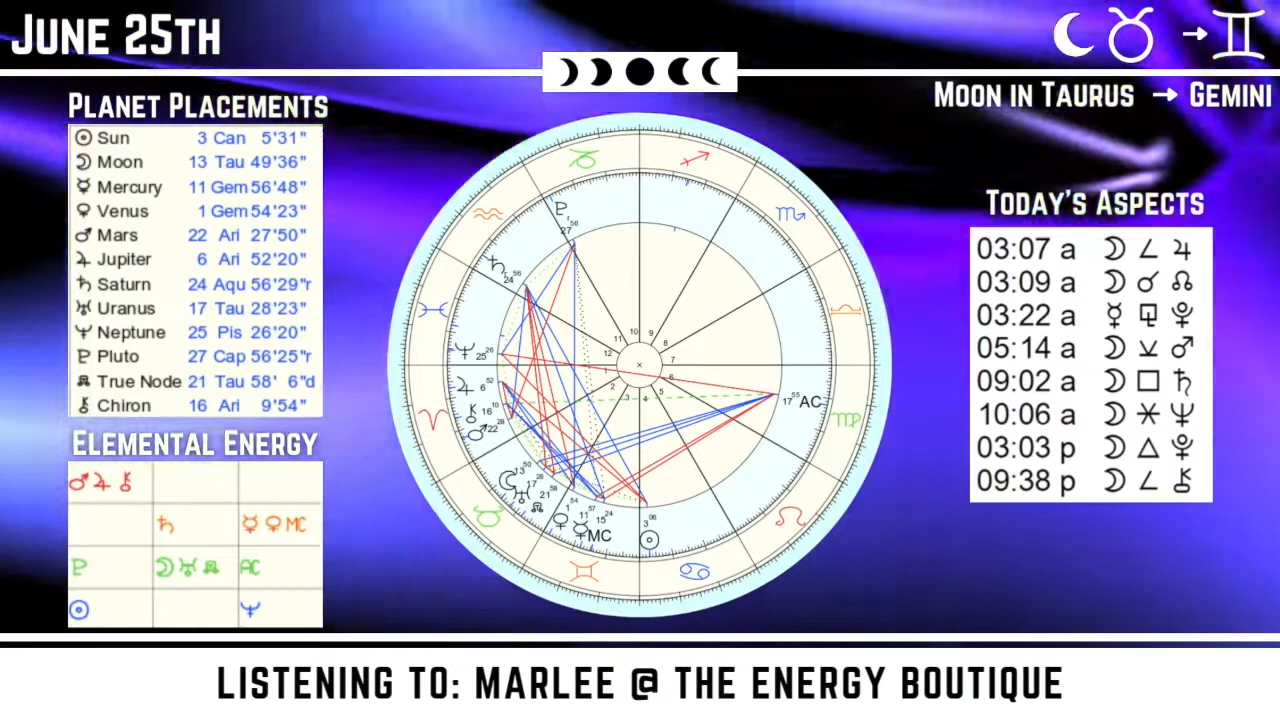 June 25th
Moon in Taurus → Gemini
Planet Placements
☉ Sun 3 Can 5'31"
☽ Moon 13 Tau 49'36"
☿ Mercury 11 Gem 56'48"
♀ Venus 1 Gem 54'23"
♂ Mars 22 Ari 27'50"
♃ Jupiter 6 Ari 52'20"
♄ Saturn 24 Aqu 56'29"r
♅ Uranus 17 Tau 28'23"
♆ Neptune 25 Pis 26'20"
♇ Pluto 27 Cap 56'25"r
☊ True Node 21 Tau 58' 6"d
⚷ Chiron 16 Ari 9'54"
Elemental Energy
♂ ♃ ⚷
♄ ☿ ♀ MC
♇ ☽ ♅ ☊ AC
☉ ♆
Today's Aspects
03:07 a ☽ ∠ ♃
03:09 a ☽ ☌ ☊
03:22 a ☿ ⚼ ♇
05:14 a ☽ ⚺ ♂
09:02 a ☽ □ ♄
10:06 a ☽ ⚹ ♆
03:03 p ☽ △ ♇
09:38 p ☽ ∠ ⚷
17 55 AC
MC
Listening to: Marlee @ The Energy Boutique